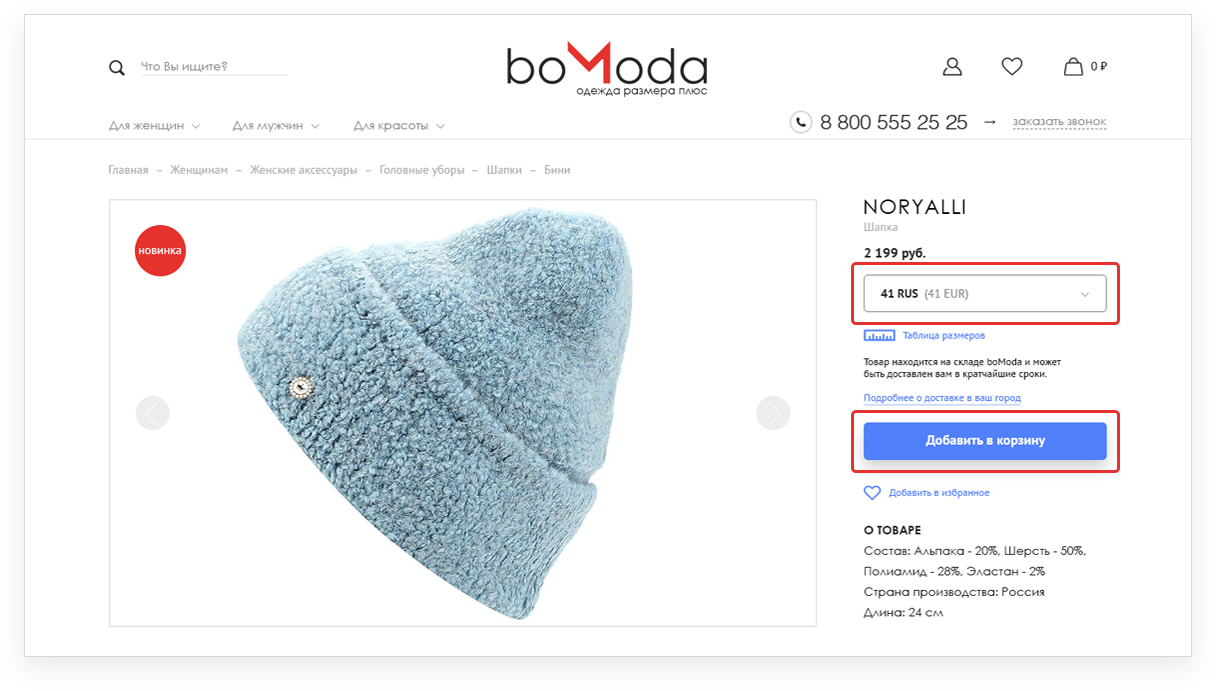 Что Вы ищите?
boModa
одежда размера плюс
0 ₽
Для женщин
Для мужчин
Для красоты
8 800 555 25 25 → заказать звонок
Главная – Женщинам – Женские аксессуары – Головные уборы – Шапки – Бини
новинка
NORYALLI
Шапка
2 199 руб.
41 RUS (41 EUR)
Таблица размеров
Товар находится на складе boModa и может
быть доставлен вам в кратчайшие сроки.
Подробнее о доставке в ваш город
Добавить в корзину
Добавить в избранное
О ТОВАРЕ
Состав: Альпака - 20%, Шерсть - 50%,
Полиамид - 28%, Эластан - 2%
Страна производства: Россия
Длина: 24 см